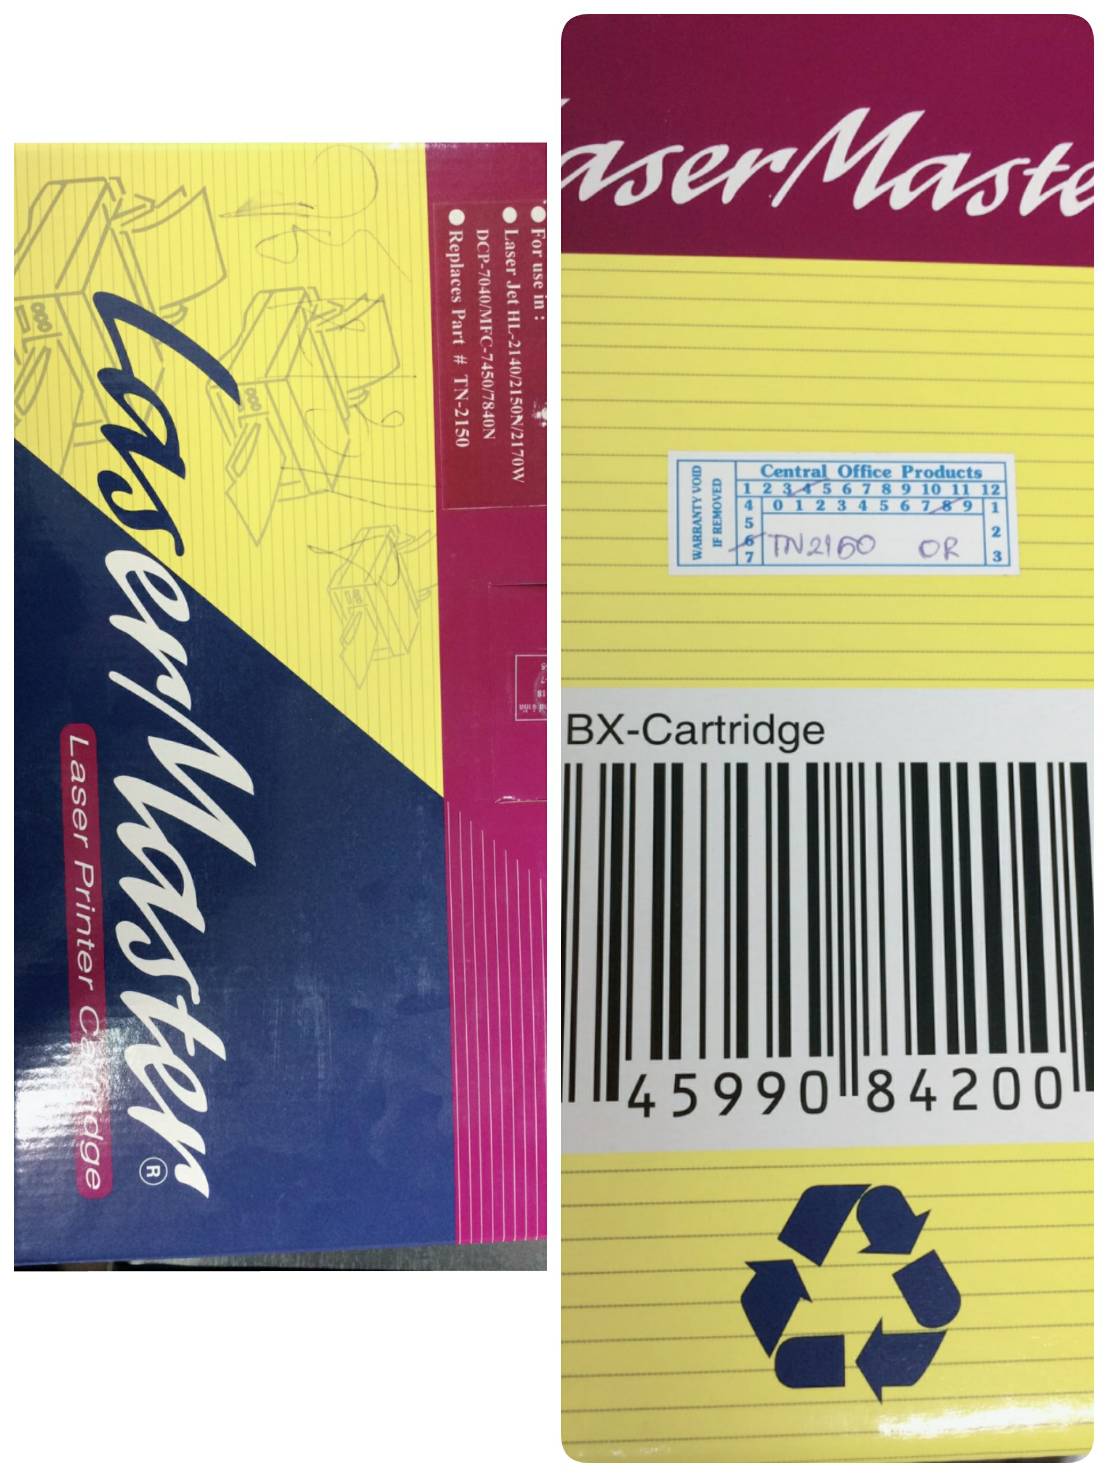 ● For use in :
● Laser Jet HL-2140/2150N/2170W
DCP-7040/MFC-7450/7840N
● Replaces Part # TN-2150
LaserMaster®
Laser Printer Cartridge
aserMaste
WARRANTY VOID
IF REMOVED
Central Office Products
1 2 3 4 5 6 7 8 9 10 11 12
4 0 1 2 3 4 5 6 7 8 9 1
5 2
6 TN2150 OR
7 3
BX-Cartridge
45990 84200